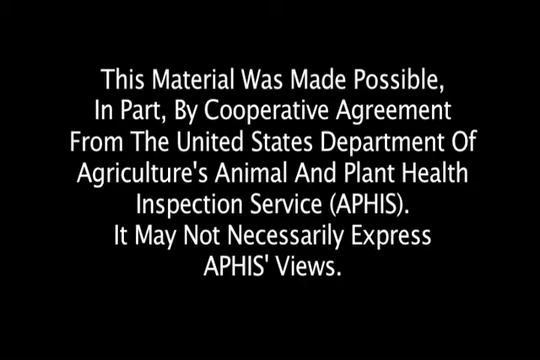 This Material Was Made Possible,
In Part, By Cooperative Agreement
From The United States Department Of
Agriculture's Animal And Plant Health
Inspection Service (APHIS).
It May Not Necessarily Express
APHIS' Views.